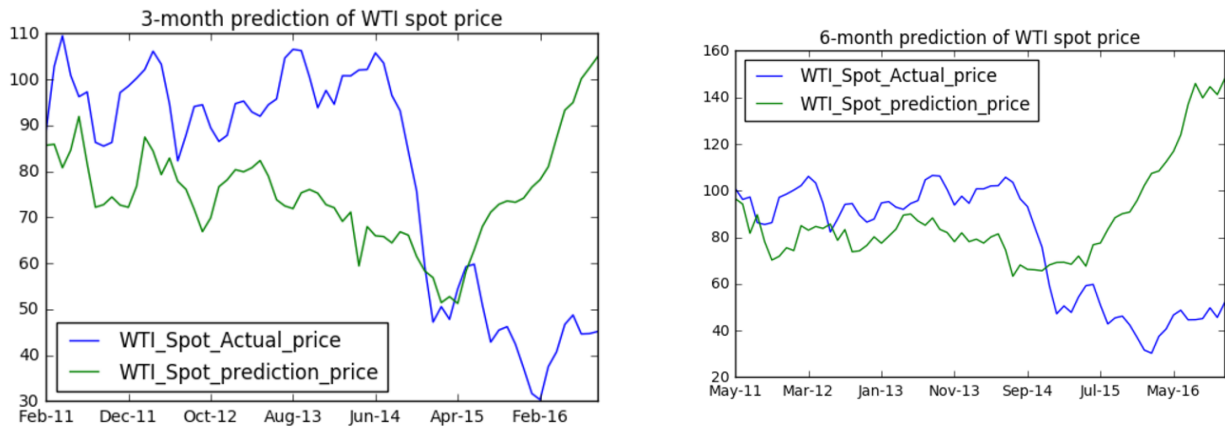 3-month prediction of WTI spot price
110
100
90
80
70
60
50
40
30
WTI_Spot_Actual_price
WTI_Spot_prediction_price
Feb-11 Dec-11 Oct-12 Aug-13 Jun-14 Apr-15 Feb-16
6-month prediction of WTI spot price
160
140
120
100
80
60
40
20
WTI_Spot_Actual_price
WTI_Spot_prediction_price
May-11 Mar-12 Jan-13 Nov-13 Sep-14 Jul-15 May-16